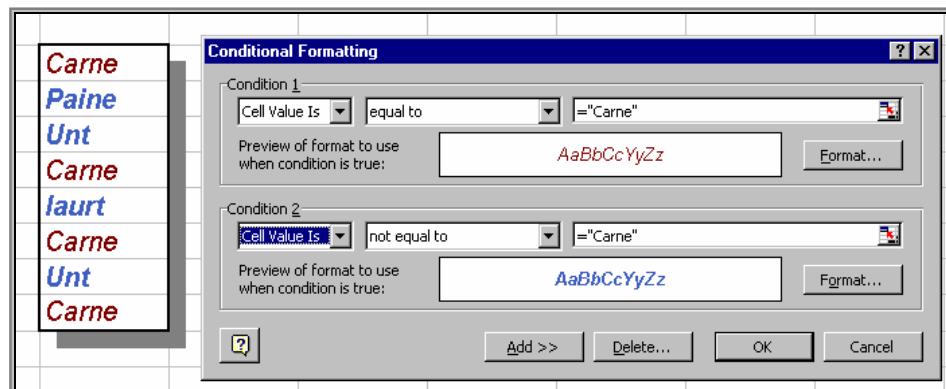 Carne
Paine
Unt
Carne
Iaurt
Carne
Unt
Carne
Conditional Formatting
Condition 1
Cell Value Is equal to ="Carne"
Preview of format to use
when condition is true:
AaBbCcYyZz
Format...
Condition 2
Cell Value Is not equal to ="Carne"
Preview of format to use
when condition is true:
AaBbCcYyZz
Format...
Add >> Delete... OK Cancel